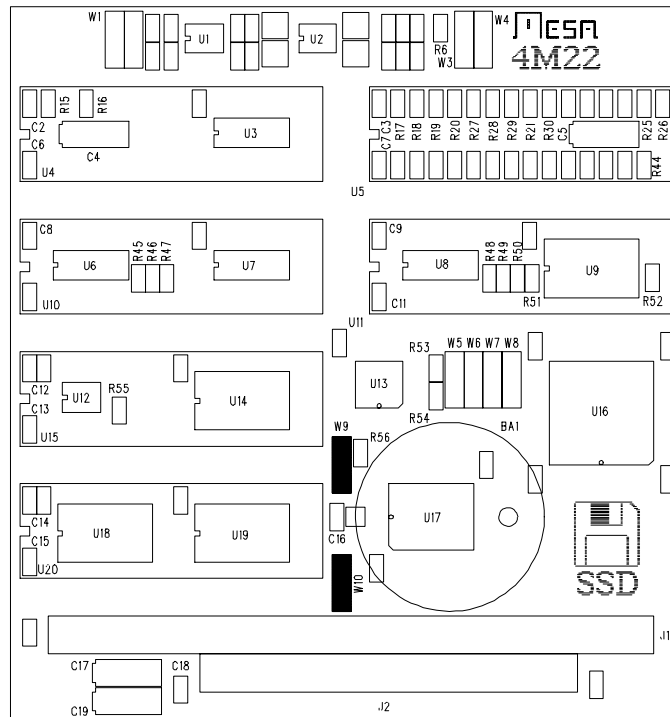 W1
U1
U2
R6
W3
W4
MESA
4M22
R15
R16
C2
C6
U4
C4
U3
C3
C7
R17
R18
R19
R20
R27
R28
R29
R21
R30
C5
R25
R26
R44
U5
C8
U6
R45
R46
R47
U7
U10
C9
U8
R48
R49
R50
U9
R51
R52
C11
U11
C12
C13
U12
R55
U14
U15
U13
R53
R54
W5 W6 W7 W8
U16
W9
R56
BA1
C14
C15
U18
U19
U20
C16
U17
W10
SSD
J1
C17
C18
C19
J2